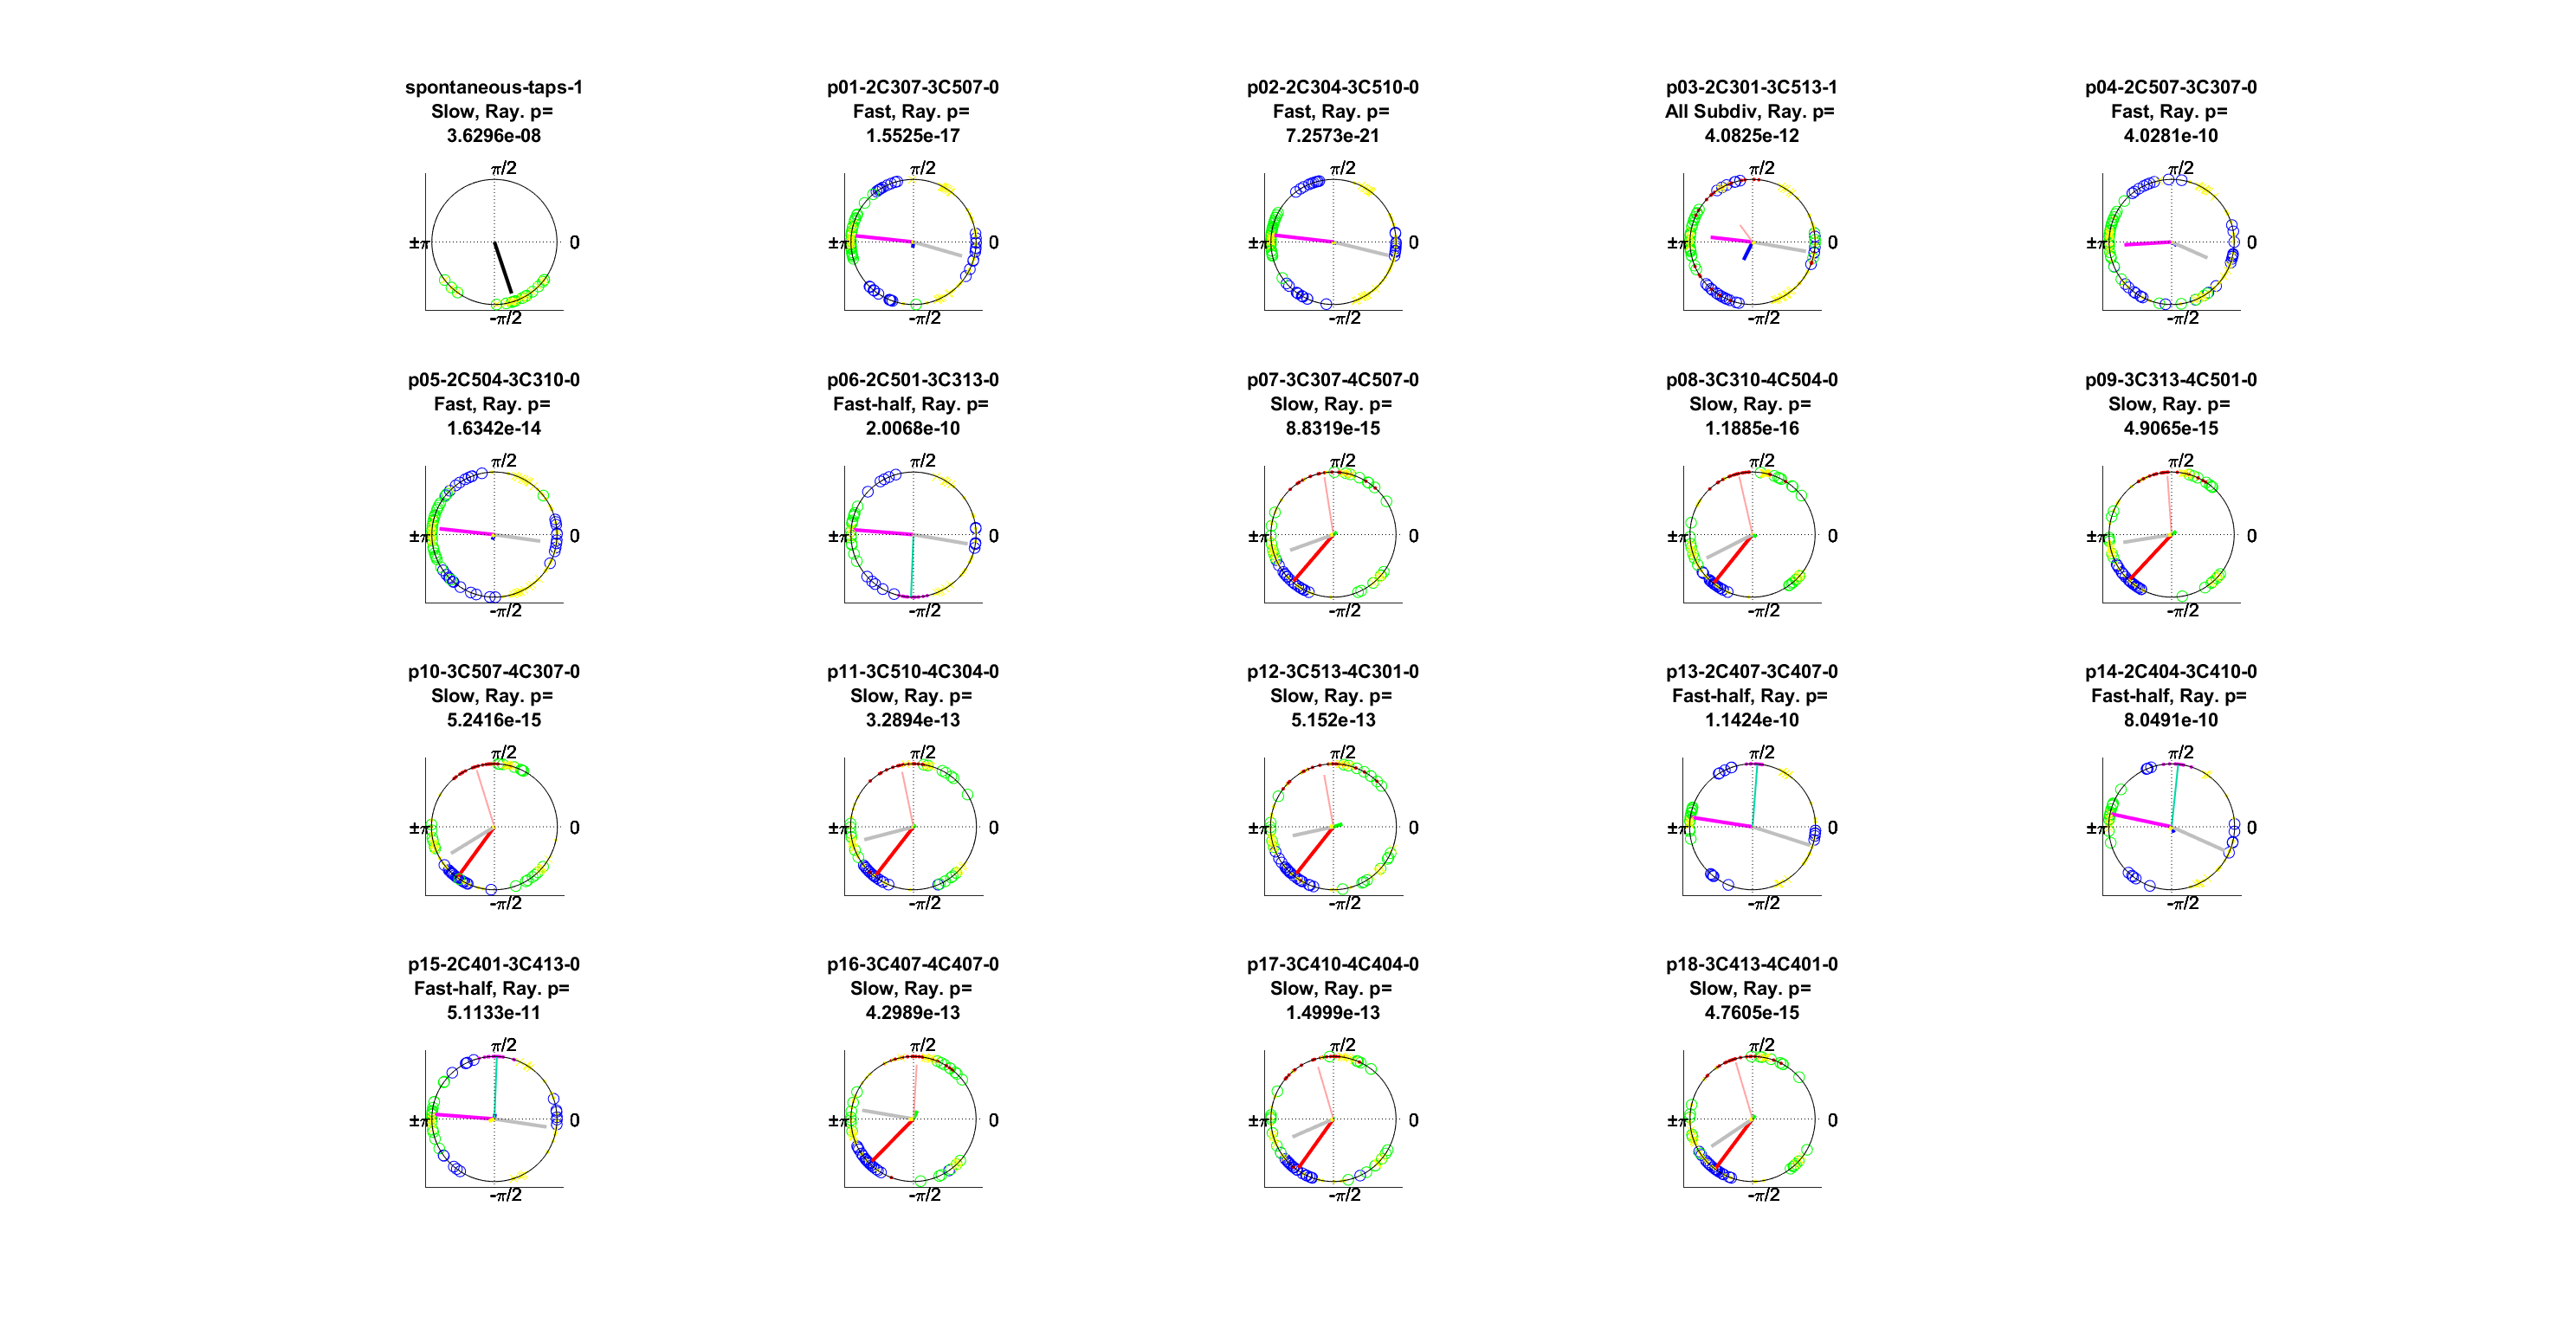 spontaneous-taps-1
Slow, Ray. p=
3.6296e-08
π/2
±π
0
-π/2
p01-2C307-3C507-0
Fast, Ray. p=
1.5525e-17
π/2
±π
0
-π/2
p02-2C304-3C510-0
Fast, Ray. p=
7.2573e-21
π/2
±π
0
-π/2
p03-2C301-3C513-1
All Subdiv, Ray. p=
4.0825e-12
π/2
±π
0
-π/2
p04-2C507-3C307-0
Fast, Ray. p=
4.0281e-10
π/2
±π
0
-π/2
p05-2C504-3C310-0
Fast, Ray. p=
1.6342e-14
π/2
±π
0
-π/2
p06-2C501-3C313-0
Fast-half, Ray. p=
2.0068e-10
π/2
±π
0
-π/2
p07-3C307-4C507-0
Slow, Ray. p=
8.8319e-15
π/2
±π
0
-π/2
p08-3C310-4C504-0
Slow, Ray. p=
1.1885e-16
π/2
±π
0
-π/2
p09-3C313-4C501-0
Slow, Ray. p=
4.9065e-15
π/2
±π
0
-π/2
p10-3C507-4C307-0
Slow, Ray. p=
5.2416e-15
π/2
±π
0
-π/2
p11-3C510-4C304-0
Slow, Ray. p=
3.2894e-13
π/2
±π
0
-π/2
p12-3C513-4C301-0
Slow, Ray. p=
5.152e-13
π/2
±π
0
-π/2
p13-2C407-3C407-0
Fast-half, Ray. p=
1.1424e-10
π/2
±π
0
-π/2
p14-2C404-3C410-0
Fast-half, Ray. p=
8.0491e-10
π/2
±π
0
-π/2
p15-2C401-3C413-0
Fast-half, Ray. p=
5.1133e-11
π/2
±π
0
-π/2
p16-3C407-4C407-0
Slow, Ray. p=
4.2989e-13
π/2
±π
0
-π/2
p17-3C410-4C404-0
Slow, Ray. p=
1.4999e-13
π/2
±π
0
-π/2
p18-3C413-4C401-0
Slow, Ray. p=
4.7605e-15
π/2
±π
0
-π/2